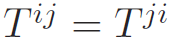 T^{ij} = T^{ji}